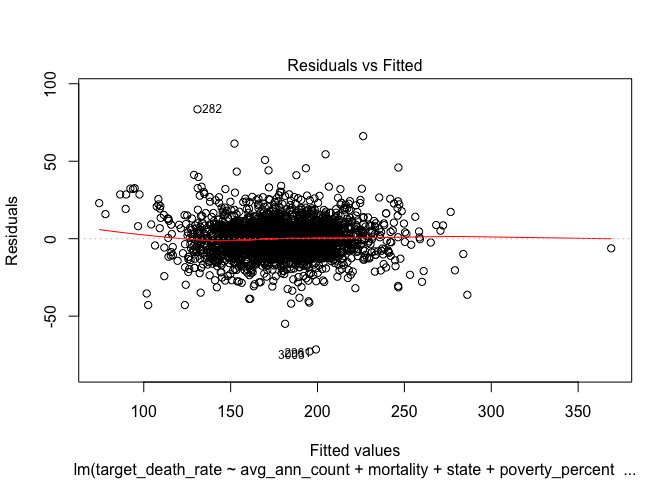 Residuals vs Fitted
Residuals
100
50
0
-50
282
100
150
200
250
300
350
Fitted values
lm(target_death_rate ~ avg_ann_count + mortality + state + poverty_percent ...